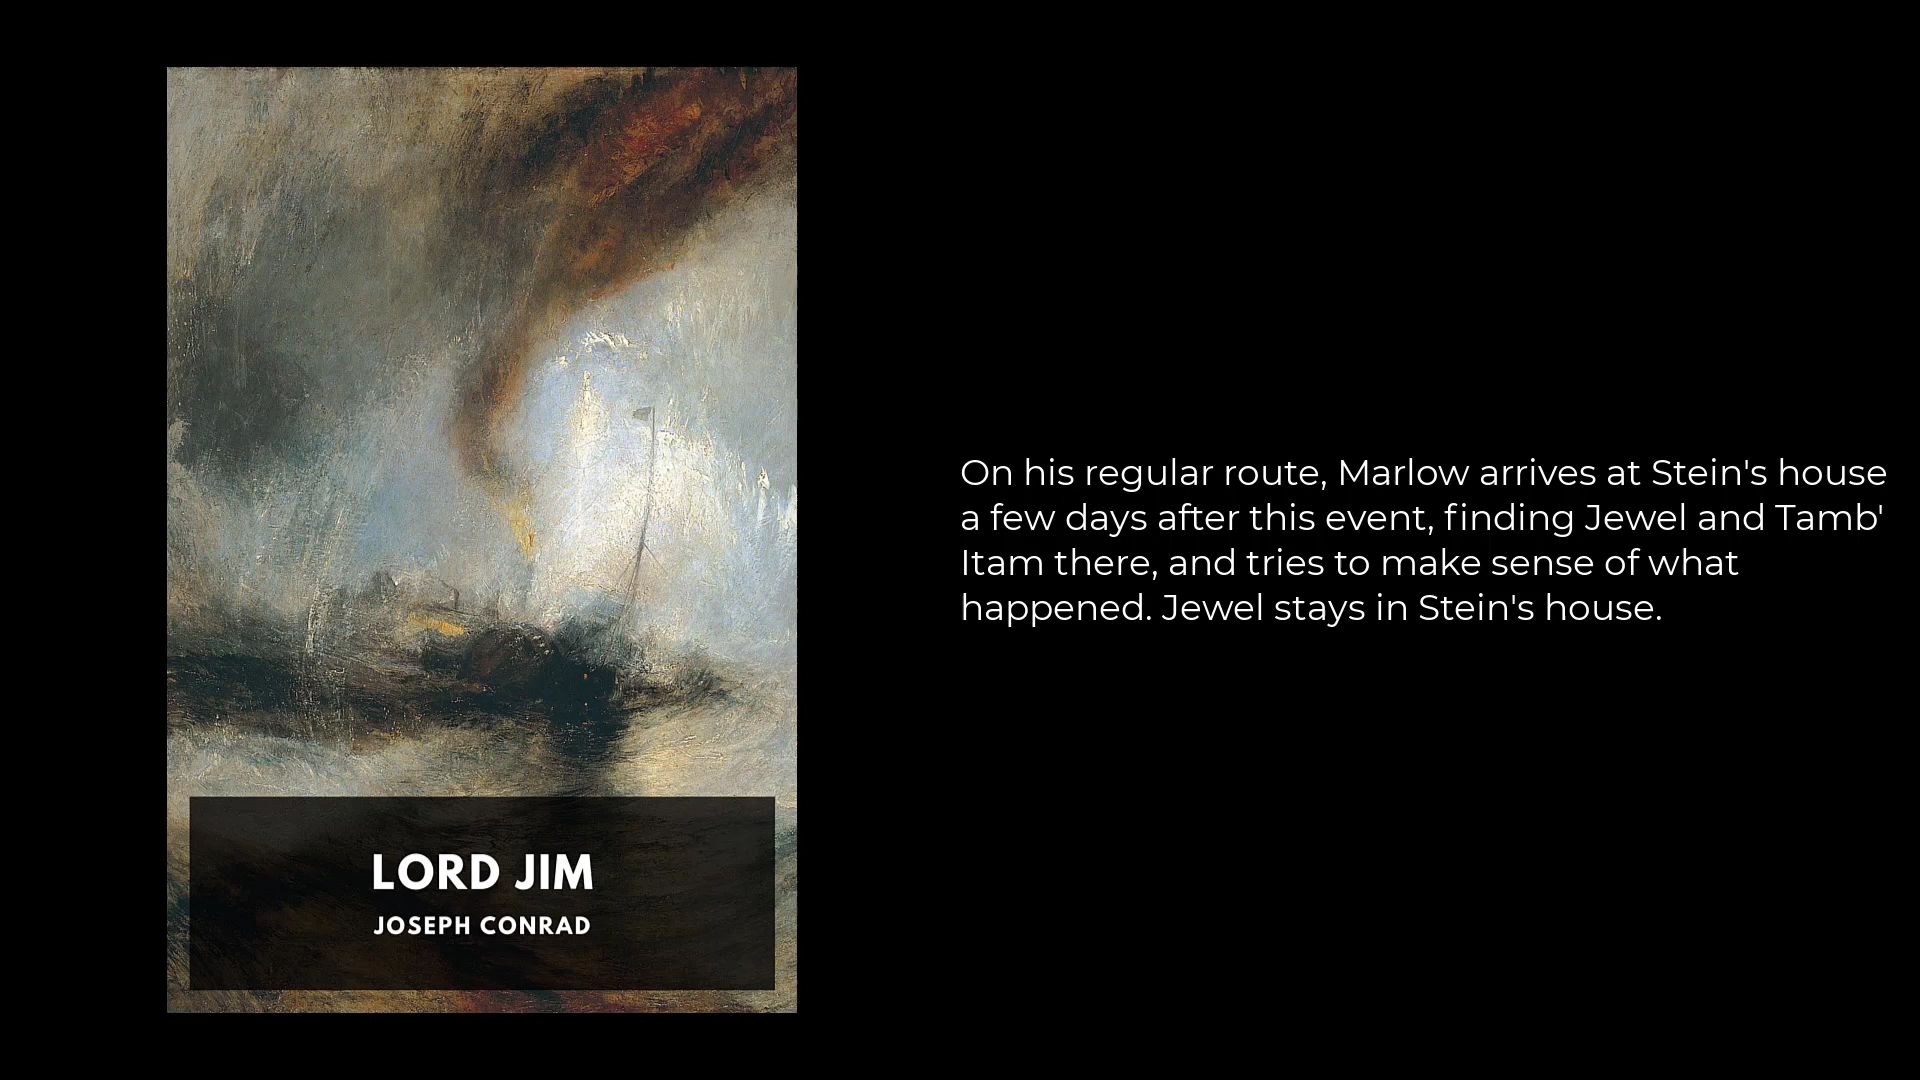 On his regular route, Marlow arrives at Stein's house
a few days after this event, finding Jewel and Tamb'
Itam there, and tries to make sense of what
happened. Jewel stays in Stein's house.
LORD JIM
JOSEPH CONRAD